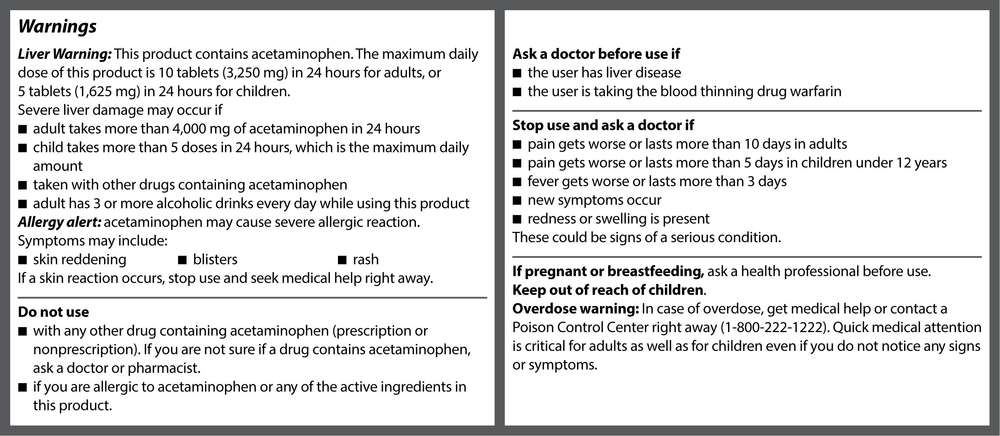 Warnings
Liver Warning: This product contains acetaminophen. The maximum daily
dose of this product is 10 tablets (3,250 mg) in 24 hours for adults, or
5 tablets (1,625 mg) in 24 hours for children.
Severe liver damage may occur if
■ adult takes more than 4,000 mg of acetaminophen in 24 hours
■ child takes more than 5 doses in 24 hours, which is the maximum daily
amount
■ taken with other drugs containing acetaminophen
■ adult has 3 or more alcoholic drinks every day while using this product
Allergy alert: acetaminophen may cause severe allergic reaction.
Symptoms may include:
■ skin reddening ■ blisters ■ rash
If a skin reaction occurs, stop use and seek medical help right away.
Do not use
■ with any other drug containing acetaminophen (prescription or
nonprescription). If you are not sure if a drug contains acetaminophen,
ask a doctor or pharmacist.
■ if you are allergic to acetaminophen or any of the active ingredients in
this product.
Ask a doctor before use if
■ the user has liver disease
■ the user is taking the blood thinning drug warfarin
Stop use and ask a doctor if
■ pain gets worse or lasts more than 10 days in adults
■ pain gets worse or lasts more than 5 days in children under 12 years
■ fever gets worse or lasts more than 3 days
■ new symptoms occur
■ redness or swelling is present
These could be signs of a serious condition.
If pregnant or breastfeeding, ask a health professional before use.
Keep out of reach of children.
Overdose warning: In case of overdose, get medical help or contact a
Poison Control Center right away (1-800-222-1222). Quick medical attention
is critical for adults as well as for children even if you do not notice any signs
or symptoms.